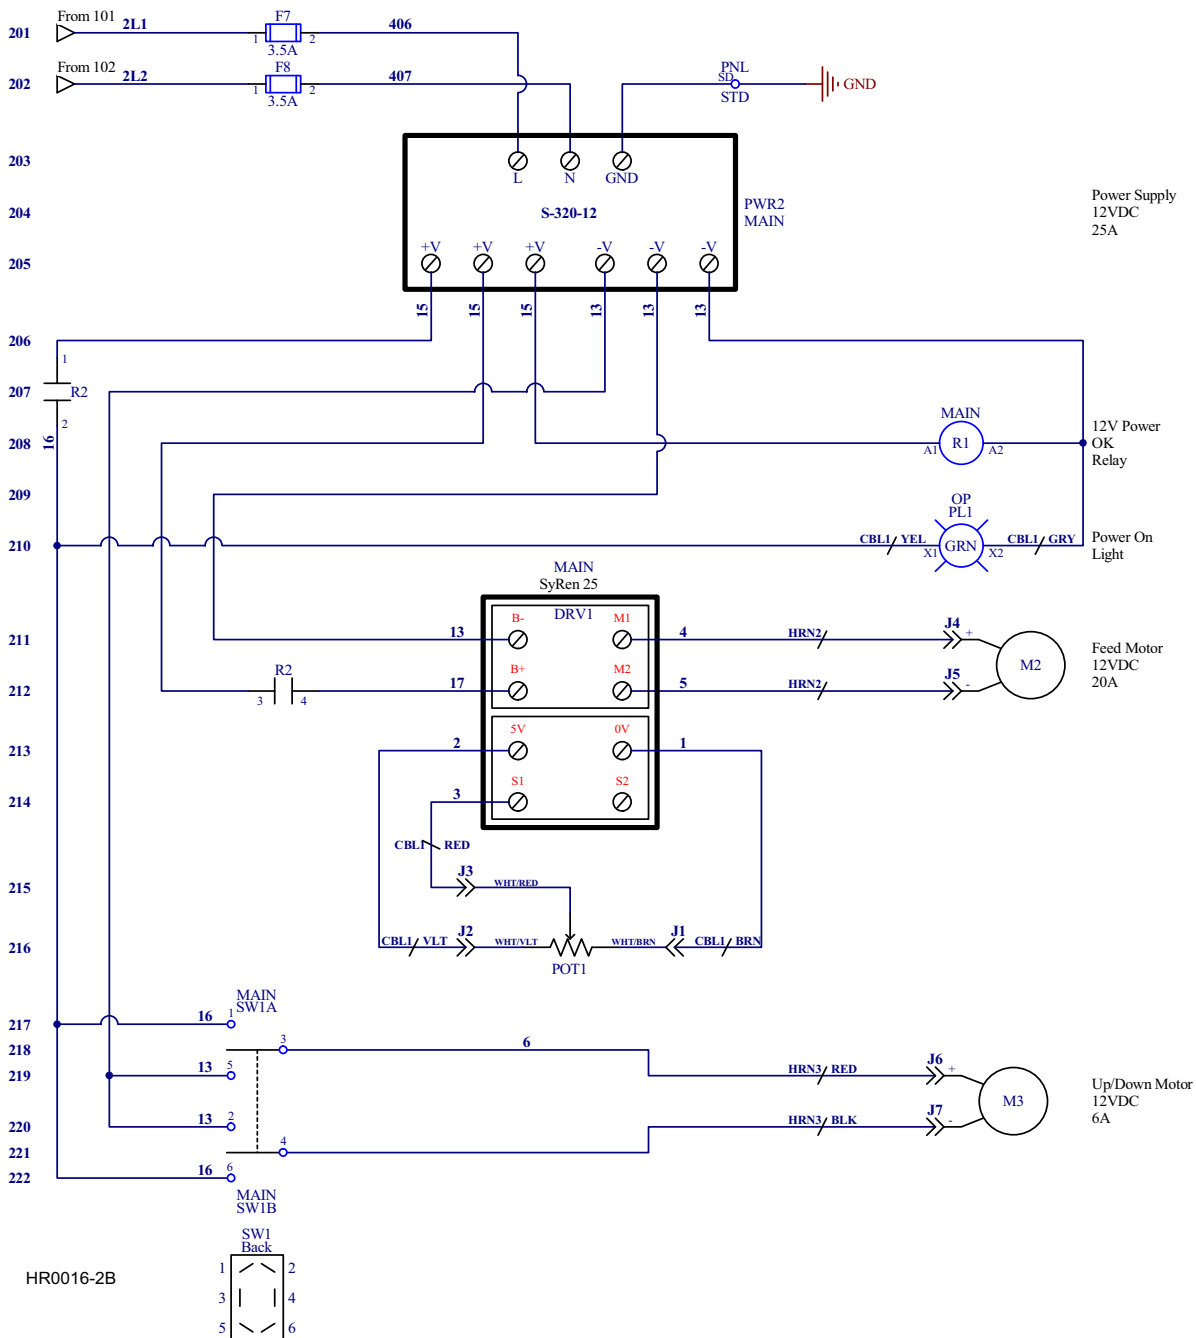 201 From 101 2L1 1 F7 2 406
3.5A
202 From 102 2L2 1 F8 2 407 PNL SD GND
3.5A STD
203 L N GND
204 S-320-12 PWR2 Power Supply
MAIN 12VDC
25A
205 +V +V +V -V -V -V
15 15 15 13 13 13
206 1
207 R2
2
208 16 MAIN 12V Power
A1 R1 A2 OK
Relay
209
OP
PL1
210 CBL1 YEL X1 GRN X2 CBL1 GRY Power On
Light
MAIN
SyRen 25
DRV1
211 13 B- M1 4 HRN2 J4 + Feed Motor
M2 12VDC
212 3 R2 4 17 B+ M2 5 HRN2 J5 - 20A
213 2 5V 0V 1
214 3 S1 S2
CBL1 RED
215 J3 WHT/RED
216 CBL1 VLT J2 WHT/VLT WHT/BRN J1 CBL1 BRN
POT1
MAIN
SW1A
217 16 1
218 3 6
219 13 5 HRN3 RED J6 + Up/Down Motor
M3 12VDC
220 13 2 HRN3 BLK J7 - 6A
221 4
222 16 6
MAIN
SW1B
SW1
Back
HR0016-2B
1 2
3 4
5 6